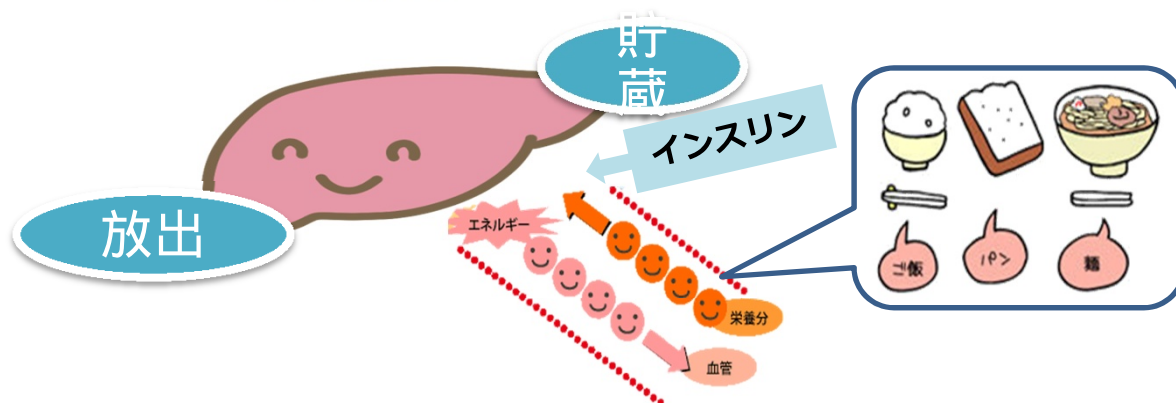 貯
蔵
インスリン
放出
エネルギー
栄養分
血管
ご飯
パン
麺